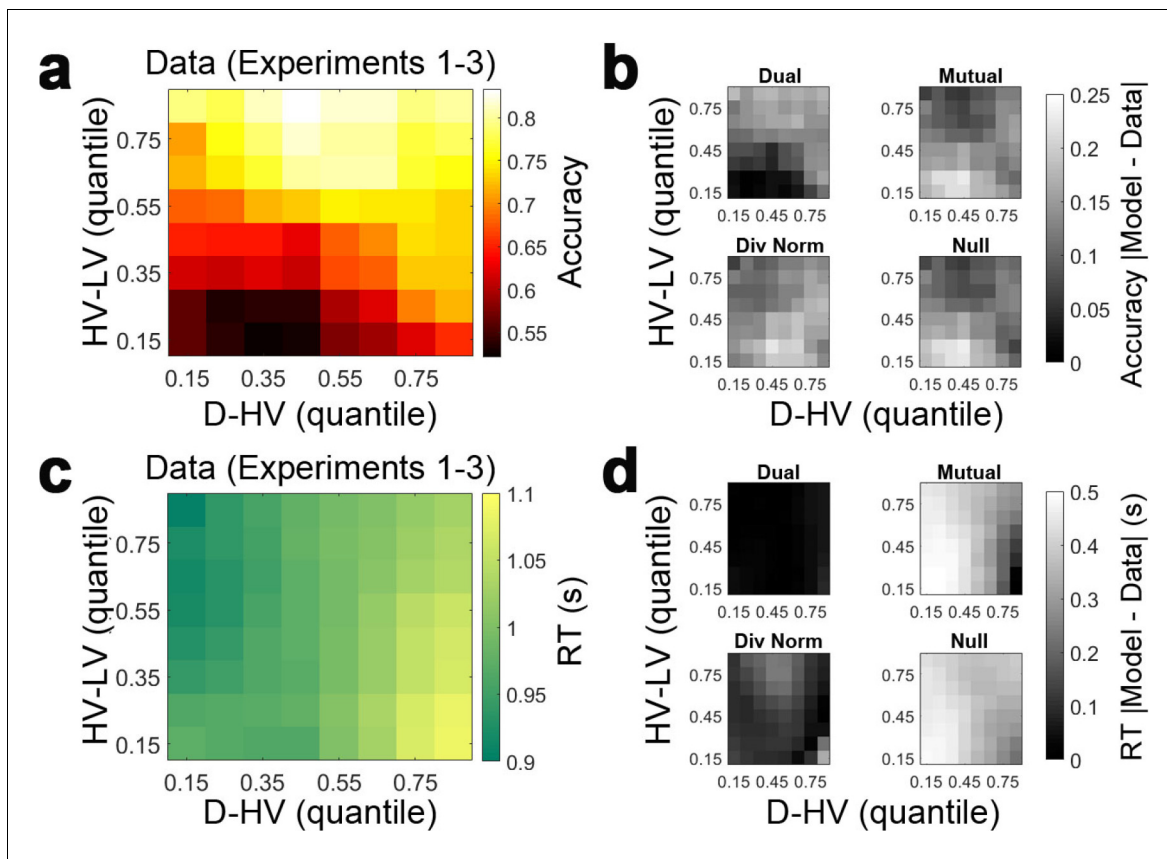 a
Data (Experiments 1-3)
HV-LV (quantile)
0.75
0.55
0.35
0.15
0.15 0.35 0.55 0.75
D-HV (quantile)
0.8
0.75
0.7
0.65
0.6
0.55
Accuracy
b
Dual
Mutual
0.75
0.45
0.15
0.15 0.45 0.75
0.75
0.45
0.15
0.15 0.45 0.75
Div Norm
Null
0.75
0.45
0.15
0.15 0.45 0.75
0.75
0.45
0.15
0.15 0.45 0.75
HV-LV (quantile)
D-HV (quantile)
0.25
0.2
0.15
0.1
0.05
0
Accuracy |Model - Data|
c
Data (Experiments 1-3)
HV-LV (quantile)
0.75
0.55
0.35
0.15
0.15 0.35 0.55 0.75
D-HV (quantile)
1.1
1.05
1
0.95
0.9
RT (s)
d
Dual
Mutual
0.75
0.45
0.15
0.15 0.45 0.75
0.75
0.45
0.15
0.15 0.45 0.75
Div Norm
Null
0.75
0.45
0.15
0.15 0.45 0.75
0.75
0.45
0.15
0.15 0.45 0.75
HV-LV (quantile)
D-HV (quantile)
0.5
0.4
0.3
0.2
0.1
0
RT |Model - Data| (s)